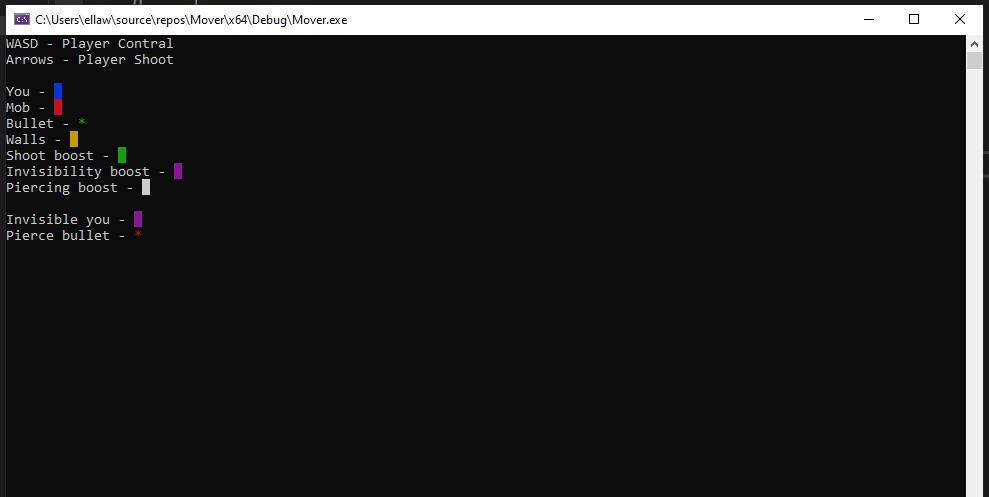 C:\Users\ellaw\source\repos\Mover\x64\Debug\Mover.exe
WASD - Player Contral
Arrows - Player Shoot
You -
Mob -
Bullet - *
Walls -
Shoot boost -
Invisibility boost -
Piercing boost -
Invisible you -
Pierce bullet - *